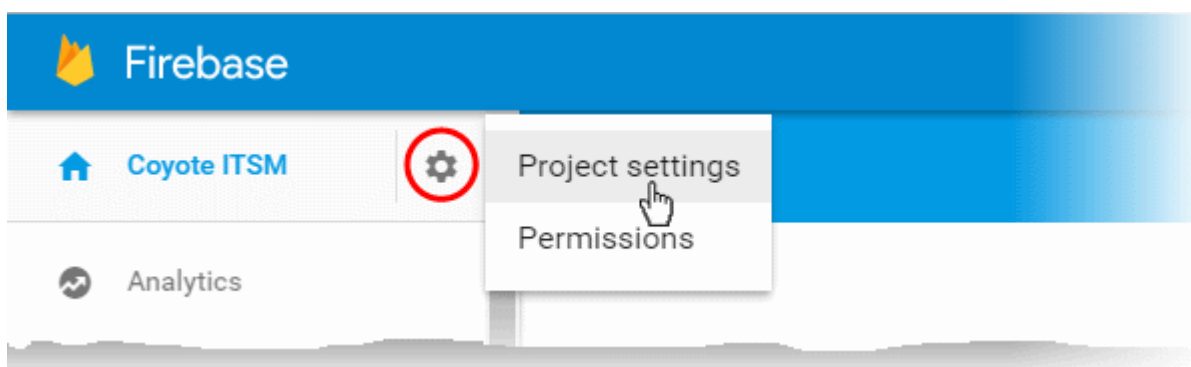 Firebase
Coyote ITSM
Project settings
Permissions
Analytics